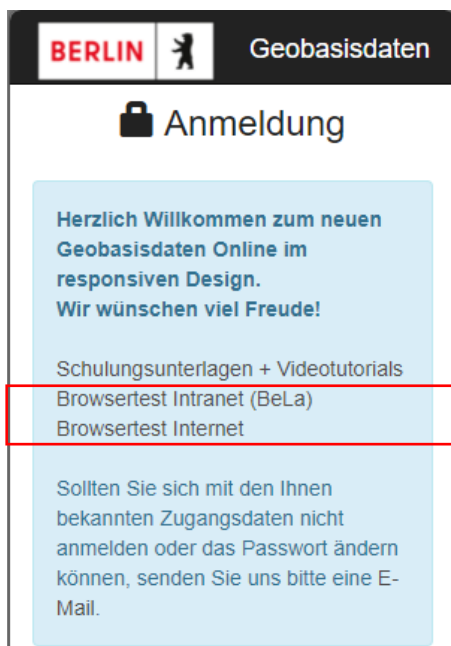 BERLIN Geobasisdaten
Anmeldung
Herzlich Willkommen zum neuen
Geobasisdaten Online im
responsiven Design.
Wir wünschen viel Freude!
Schulungsunterlagen + Videotutorials
Browsertest Intranet (BeLa)
Browsertest Internet
Sollten Sie sich mit den Ihnen
bekannten Zugangsdaten nicht
anmelden oder das Passwort ändern
können, senden Sie uns bitte eine E-
Mail.